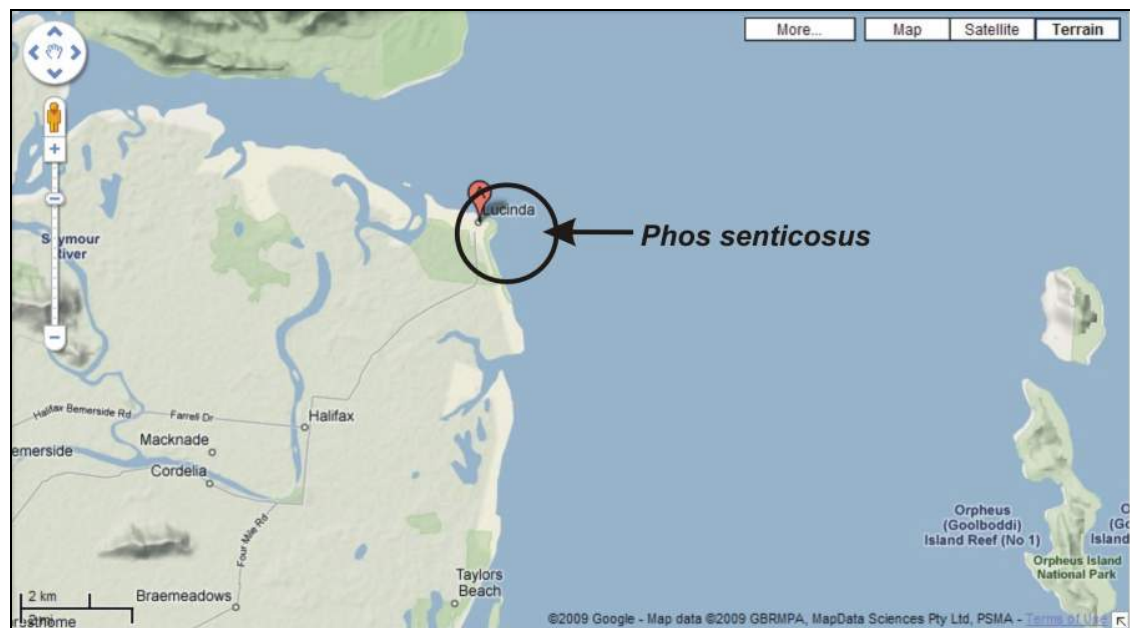 More... Map Satellite Terrain
A
Lucinda
Phos senticosus
Seymour
River
Halifax Bemerside Rd
Farrell Dr
Halifax
Macknade
emerside
Cordelia
Four Mile Rd
Orpheus
(Goolboddi)
Island Reef (No 1)
O
(Go
Island
Orpheus Island
National Park
Taylors
Beach
Braemeadows
2 km
2 mi
©2009 Google - Map data ©2009 GBRMPA, MapData Sciences Pty Ltd, PSMA - Terms of Use